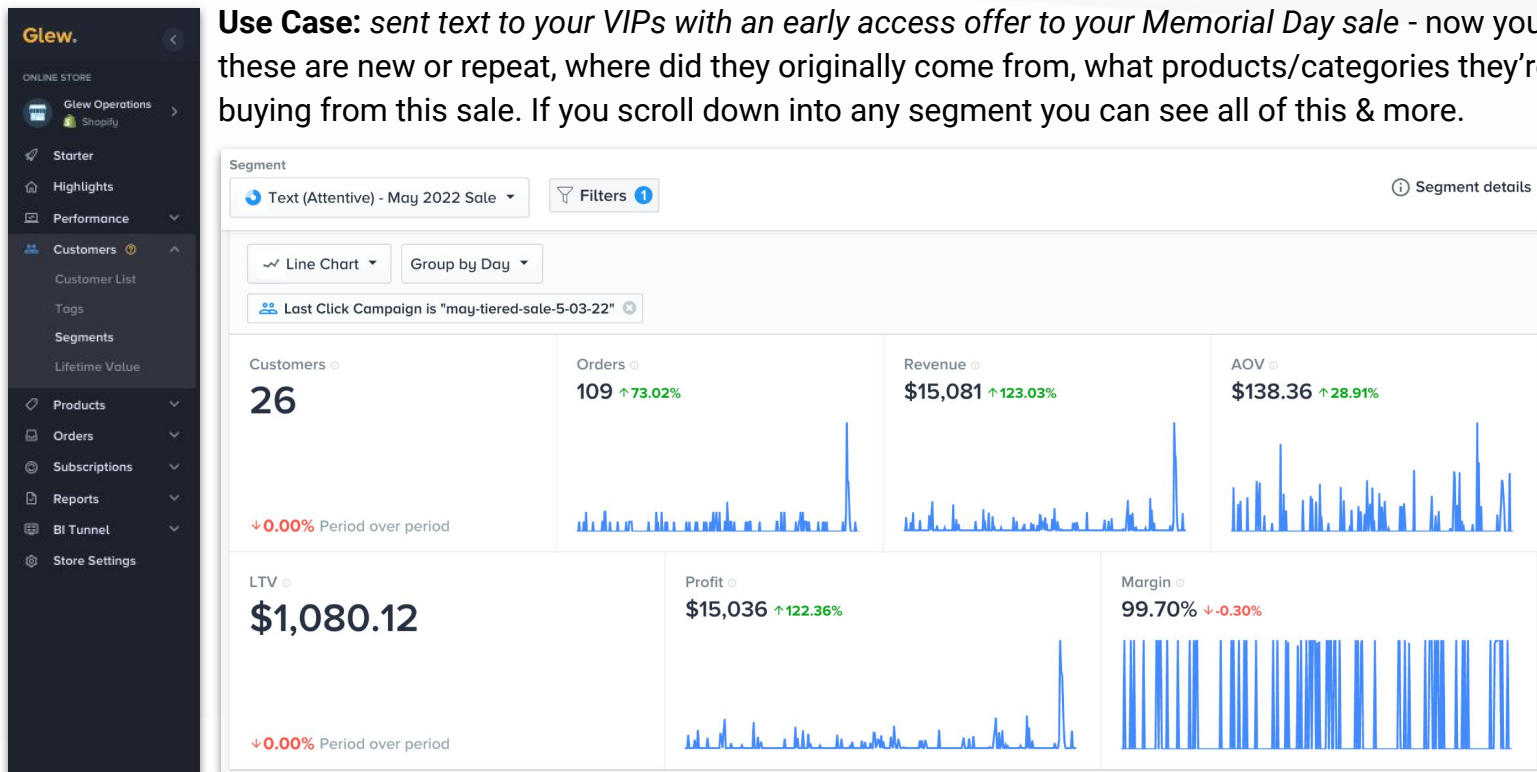 Glew.
ONLINE STORE
Glew Operations
Shopify
Starter
Highlights
Performance
Customers
Customer List
Tags
Segments
Lifetime Value
Products
Orders
Subscriptions
Reports
BI Tunnel
Store Settings
Use Case: sent text to your VIPs with an early access offer to your Memorial Day sale - now you
these are new or repeat, where did they originally come from, what products/categories they're
buying from this sale. If you scroll down into any segment you can see all of this & more.
Segment
Text (Attentive) - May 2022 Sale
Filters 1
Segment details
Line Chart
Group by Day
Last Click Campaign is "may-tiered-sale-5-03-22"
Customers
26
↓0.00% Period over period
Orders
109 ↑73.02%
Revenue
$15,081 ↑123.03%
AOV
$138.36 ↑28.91%
LTV
$1,080.12
↓0.00% Period over period
Profit
$15,036 ↑122.36%
Margin
99.70% ↓-0.30%